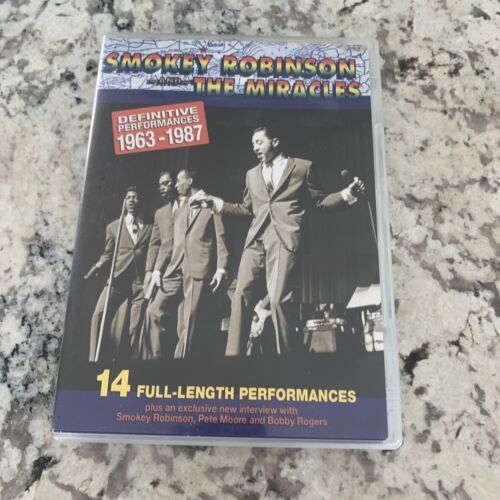 SMOKEY ROBINSON
AND THE MIRACLES
DEFINITIVE
PERFORMANCES
1963-1987
14 FULL-LENGTH PERFORMANCES
plus an exclusive new interview with
Smokey Robinson, Pete Moore and Bobby Rogers